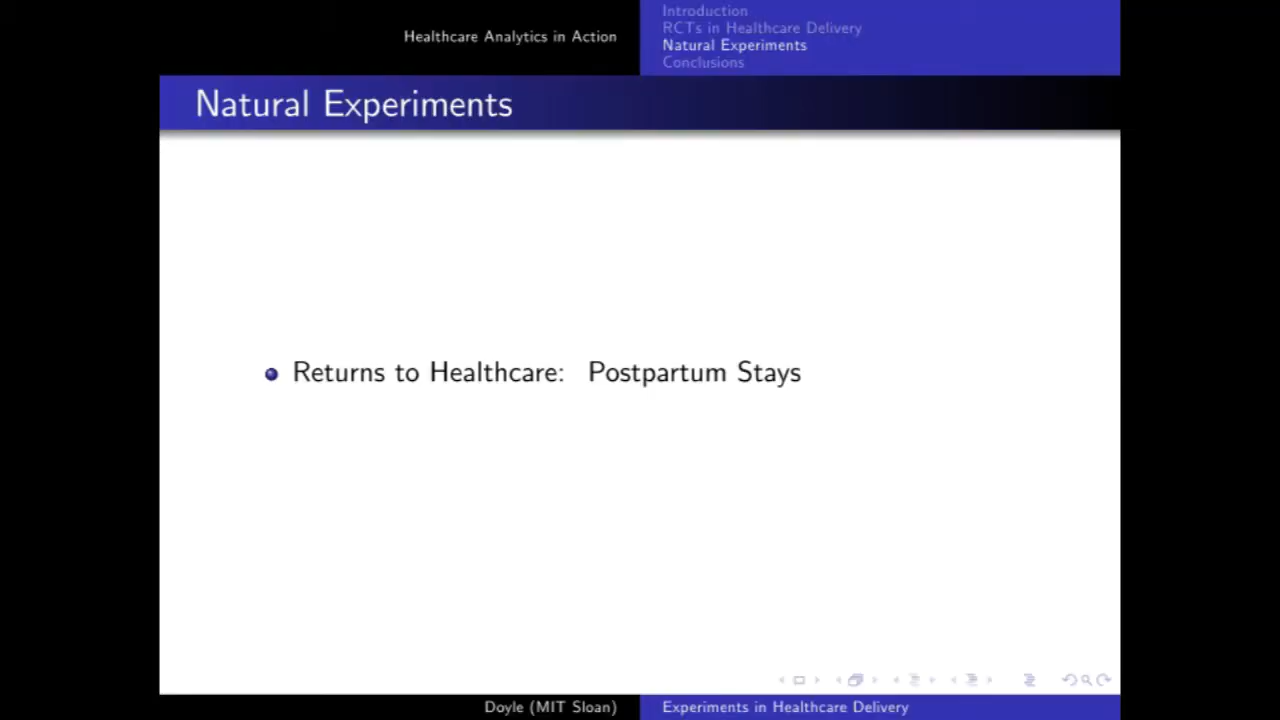 Healthcare Analytics in Action
Introduction
RCTs in Healthcare Delivery
Natural Experiments
Conclusions
Natural Experiments
Returns to Healthcare: Postpartum Stays
Doyle (MIT Sloan)
Experiments in Healthcare Delivery